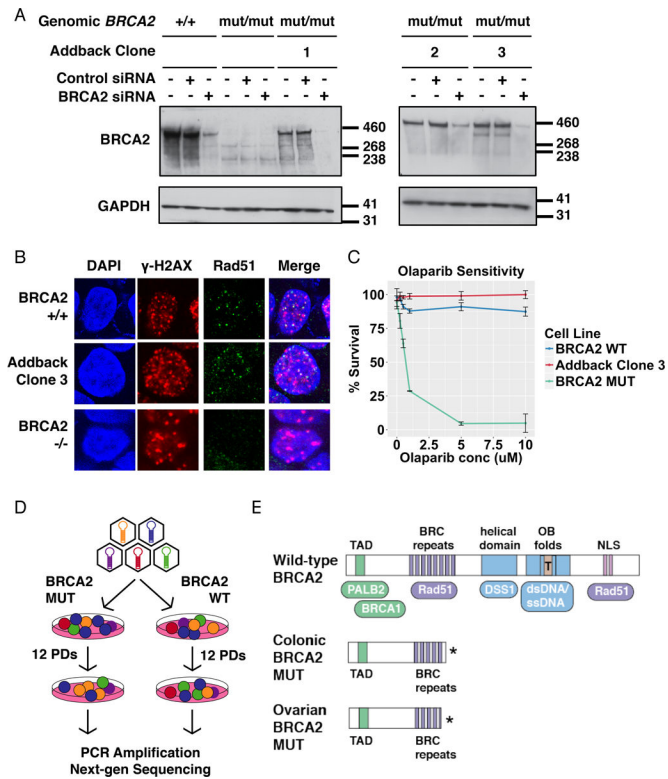 A
Genomic BRCA2 +/+ mut/mut mut/mut mut/mut mut/mut
Addback Clone 1 2 3
Control siRNA - + - - + - - + - - + - - + -
BRCA2 siRNA - - + - - + - - + - - + - - +
BRCA2
460
268
238
460
268
238
GAPDH
41
31
41
31
B
DAPI γ-H2AX Rad51 Merge
BRCA2
+/+
Addback
Clone 3
BRCA2
-/-
C
Olaparib Sensitivity
% Survival
100
75
50
25
0
0 2.5 5.0 7.5 10
Olaparib conc (uM)
Cell Line
BRCA2 WT
Addback Clone 3
BRCA2 MUT
D
BRCA2
MUT
BRCA2
WT
12 PDs
12 PDs
PCR Amplification
Next-gen Sequencing
E
Wild-type
BRCA2
TAD
BRC
repeats
helical
domain
OB
folds
NLS
T
PALB2
BRCA1
Rad51
DSS1
dsDNA/
ssDNA
Rad51
Colonic
BRCA2
MUT
*
TAD
BRC
repeats
Ovarian
BRCA2
MUT
*
TAD
BRC
repeats